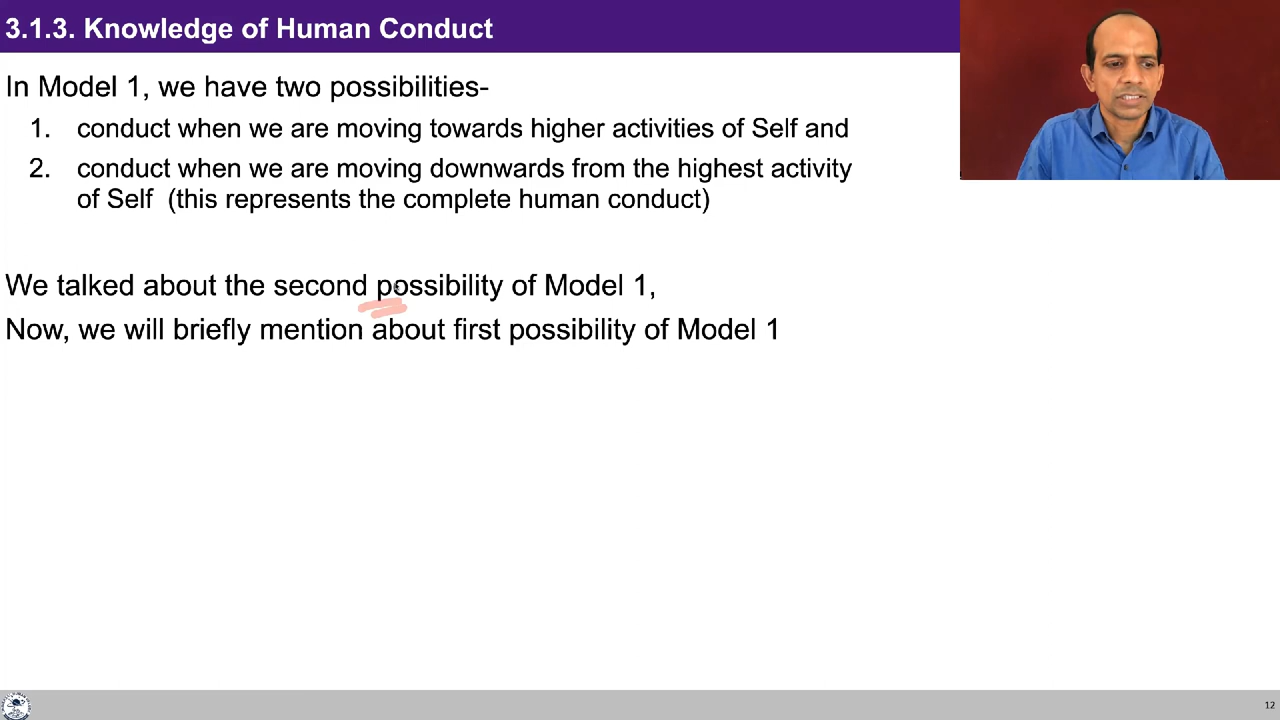 3.1.3. Knowledge of Human Conduct
In Model 1, we have two possibilities-
1. conduct when we are moving towards higher activities of Self and
2. conduct when we are moving downwards from the highest activity
of Self (this represents the complete human conduct)
We talked about the second possibility of Model 1,
Now, we will briefly mention about first possibility of Model 1
12